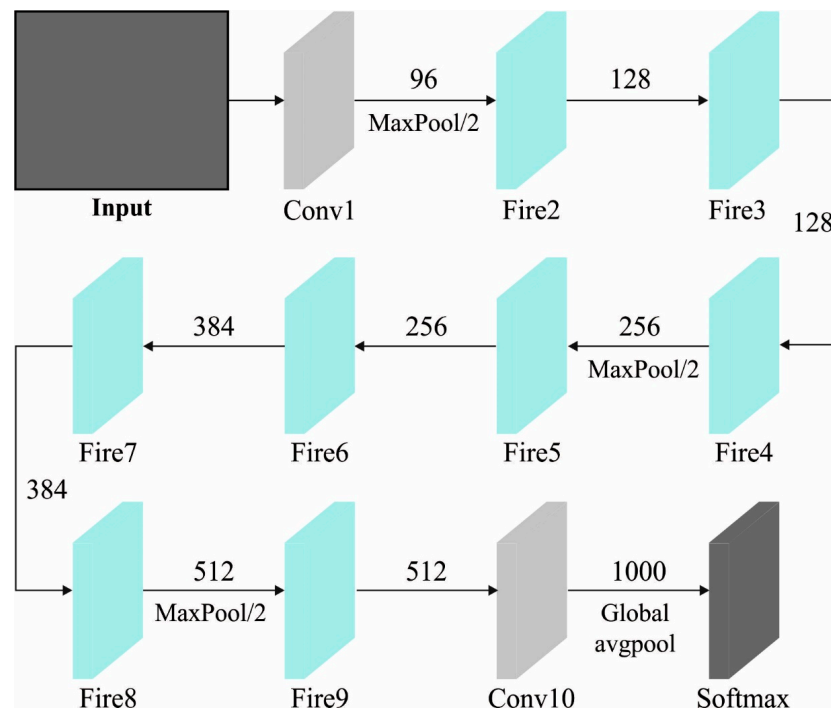 96
128
MaxPool/2
Input
Conv1
Fire2
Fire3
128
384
256
256
MaxPool/2
Fire7
Fire6
Fire5
Fire4
384
512
512
1000
MaxPool/2
Global
avgpool
Fire8
Fire9
Conv10
Softmax